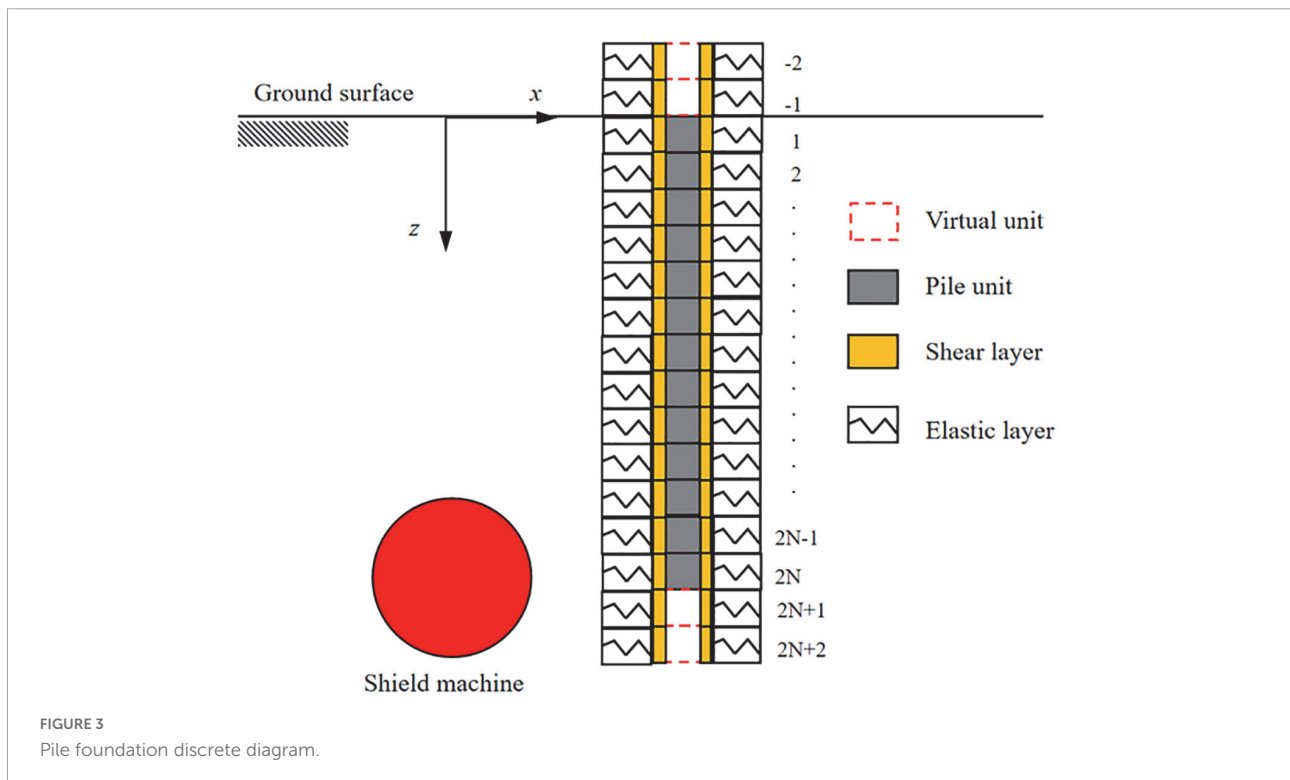 Ground surface
x
z
-2
-1
1
2
.
.
.
.
.
.
.
.
.
2N-1
2N
2N+1
2N+2
Virtual unit
Pile unit
Shear layer
Elastic layer
Shield machine
FIGURE 3
Pile foundation discrete diagram.